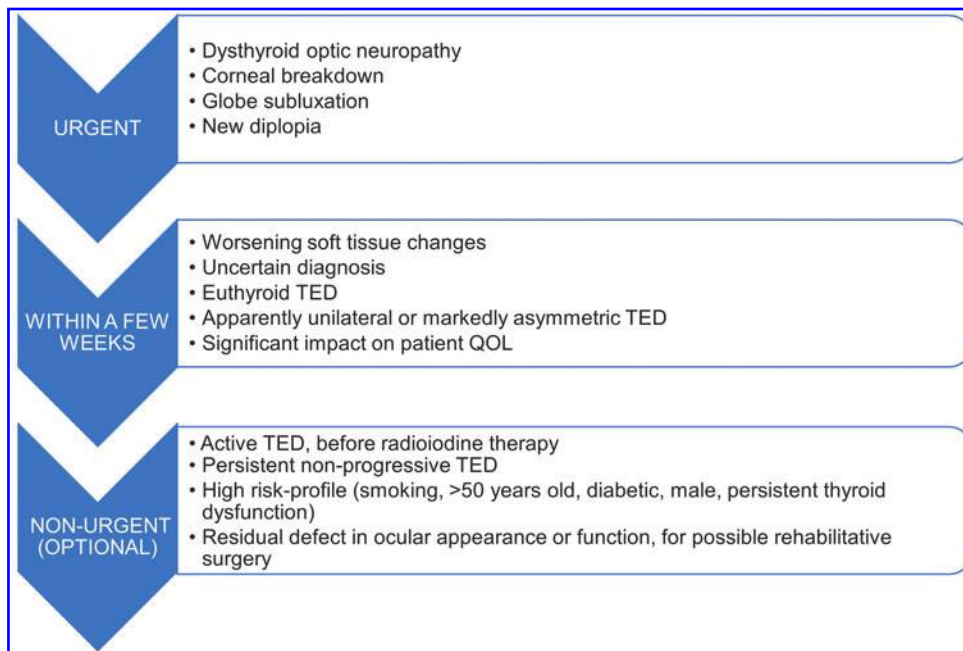 URGENT
• Dysthyroid optic neuropathy
• Corneal breakdown
• Globe subluxation
• New diplopia
WITHIN A FEW
WEEKS
• Worsening soft tissue changes
• Uncertain diagnosis
• Euthyroid TED
• Apparently unilateral or markedly asymmetric TED
• Significant impact on patient QOL
NON-URGENT
(OPTIONAL)
• Active TED, before radioiodine therapy
• Persistent non-progressive TED
• High risk-profile (smoking, >50 years old, diabetic, male, persistent thyroid
dysfunction)
• Residual defect in ocular appearance or function, for possible rehabilitative
surgery